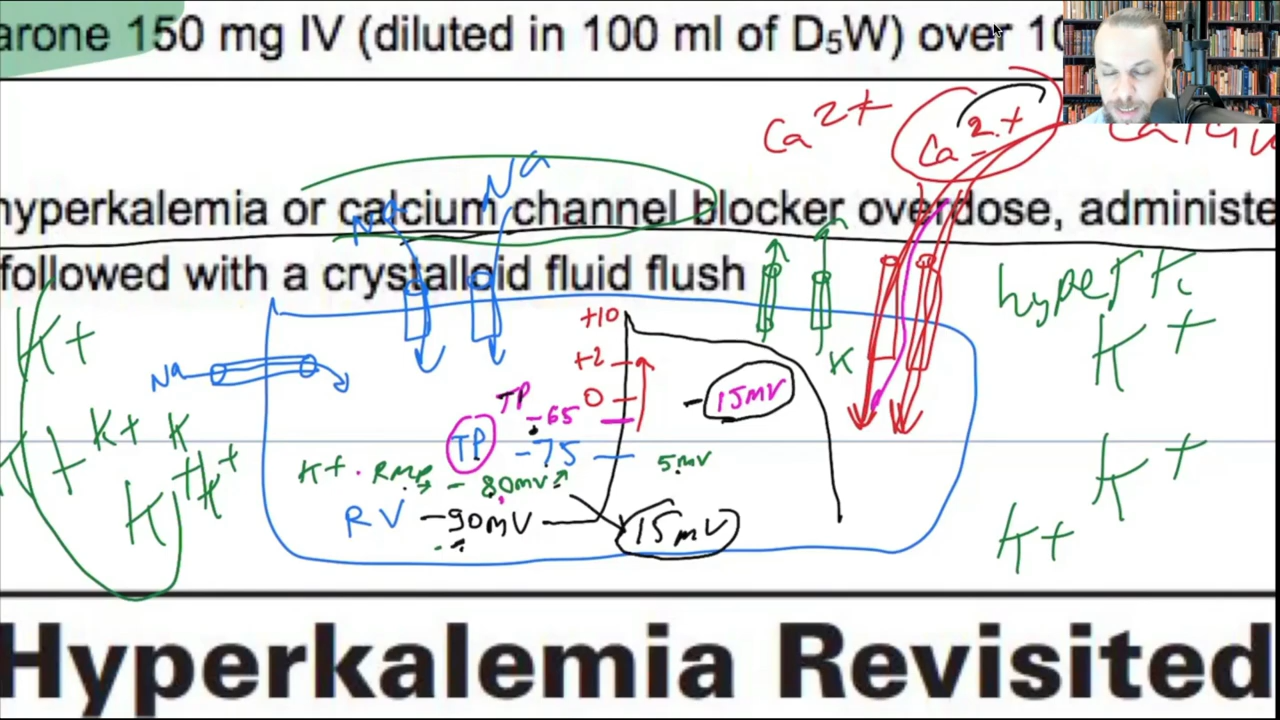 arone 150 mg IV (diluted in 100 ml of D5W) over 10
Ca2+
Ca2+
Na
hyperkalemia or calcium channel blocker overdose, administe
Na
followed with a crystalloid fluid flush
hyper
K+
K+
Na
+10
+2
0
K
-15mV
TP -65
TP -75
K+ K
K+
K+
K+
K+ RMP - 80mV
5mV
RV -90mV
15mV
K+
K+
Hyperkalemia Revisited